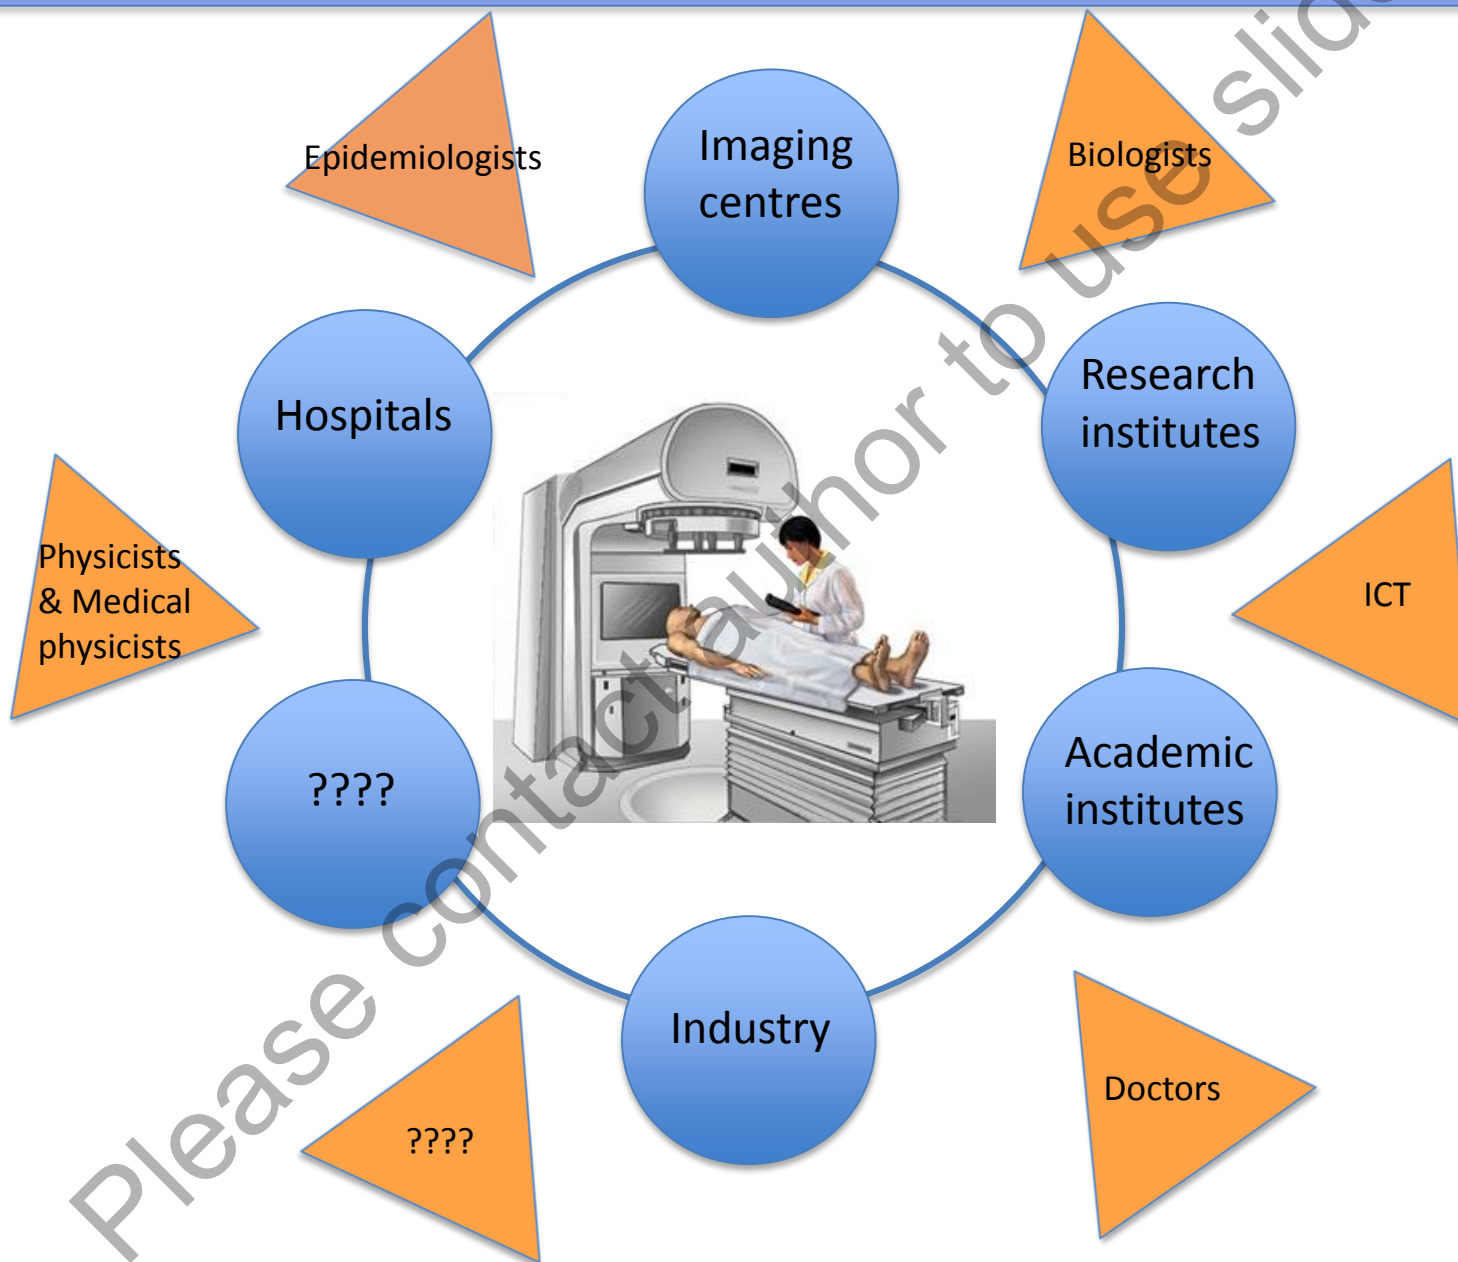 Epidemiologists
Imaging
centres
Biologists
Hospitals
Research
institutes
Physicists
& Medical
physicists
ICT
????
Academic
institutes
Industry
Doctors
????
Please contact author to use